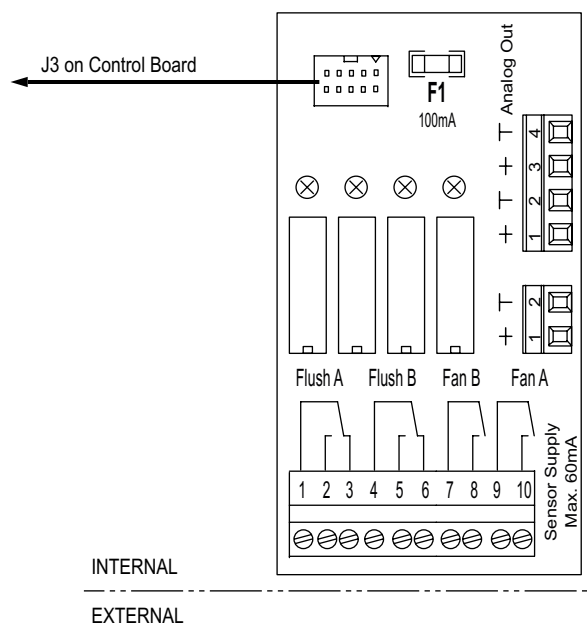 J3 on Control Board
F1
100mA
Analog Out
4
3
2
1
2
1
Flush A Flush B Fan B Fan A
1 2 3 4 5 6 7 8 9 10
Sensor Supply
Max. 60mA
INTERNAL
EXTERNAL